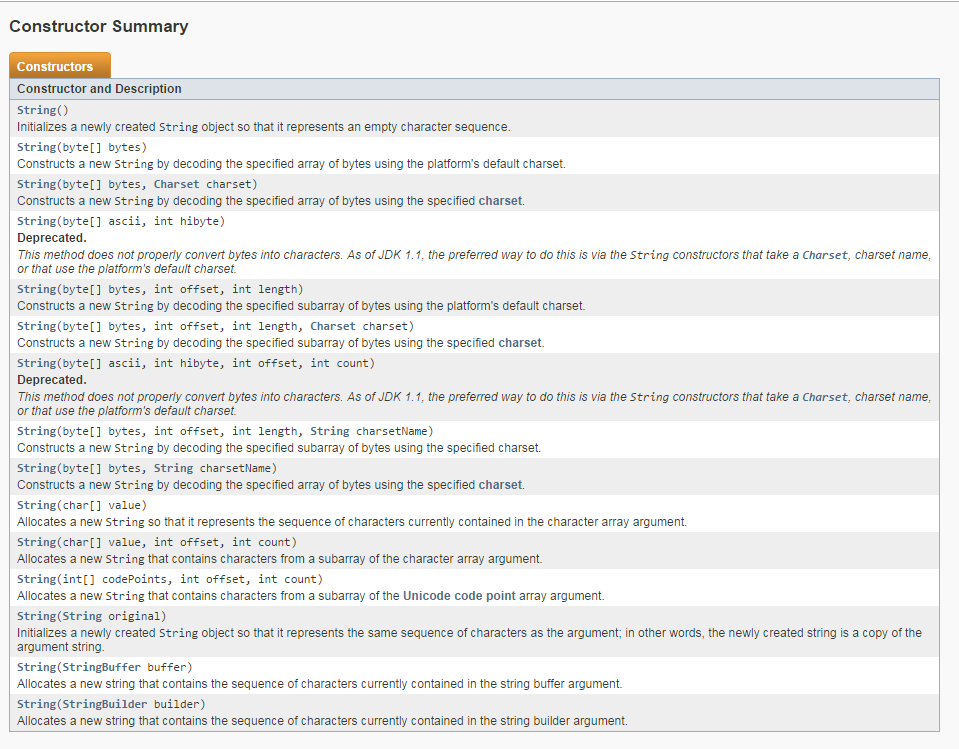 Constructor Summary
Constructors
Constructor and Description
String()
Initializes a newly created String object so that it represents an empty character sequence.
String(byte[] bytes)
Constructs a new String by decoding the specified array of bytes using the platform's default charset.
String(byte[] bytes, Charset charset)
Constructs a new String by decoding the specified array of bytes using the specified charset.
String(byte[] ascii, int hibyte)
Deprecated.
This method does not properly convert bytes into characters. As of JDK 1.1, the preferred way to do this is via the String constructors that take a Charset, charset name,
or that use the platform's default charset.
String(byte[] bytes, int offset, int length)
Constructs a new String by decoding the specified subarray of bytes using the platform's default charset.
String(byte[] bytes, int offset, int length, Charset charset)
Constructs a new String by decoding the specified subarray of bytes using the specified charset.
String(byte[] ascii, int hibyte, int offset, int count)
Deprecated.
This method does not properly convert bytes into characters. As of JDK 1.1, the preferred way to do this is via the String constructors that take a Charset, charset name,
or that use the platform's default charset.
String(byte[] bytes, int offset, int length, String charsetName)
Constructs a new String by decoding the specified subarray of bytes using the specified charset.
String(byte[] bytes, String charsetName)
Constructs a new String by decoding the specified array of bytes using the specified charset.
String(char[] value)
Allocates a new String so that it represents the sequence of characters currently contained in the character array argument.
String(char[] value, int offset, int count)
Allocates a new String that contains characters from a subarray of the character array argument.
String(int[] codePoints, int offset, int count)
Allocates a new String that contains characters from a subarray of the Unicode code point array argument.
String(String original)
Initializes a newly created String object so that it represents the same sequence of characters as the argument; in other words, the newly created string is a copy of the
argument string.
String(StringBuffer buffer)
Allocates a new string that contains the sequence of characters currently contained in the string buffer argument.
String(StringBuilder builder)
Allocates a new string that contains the sequence of characters currently contained in the string builder argument.